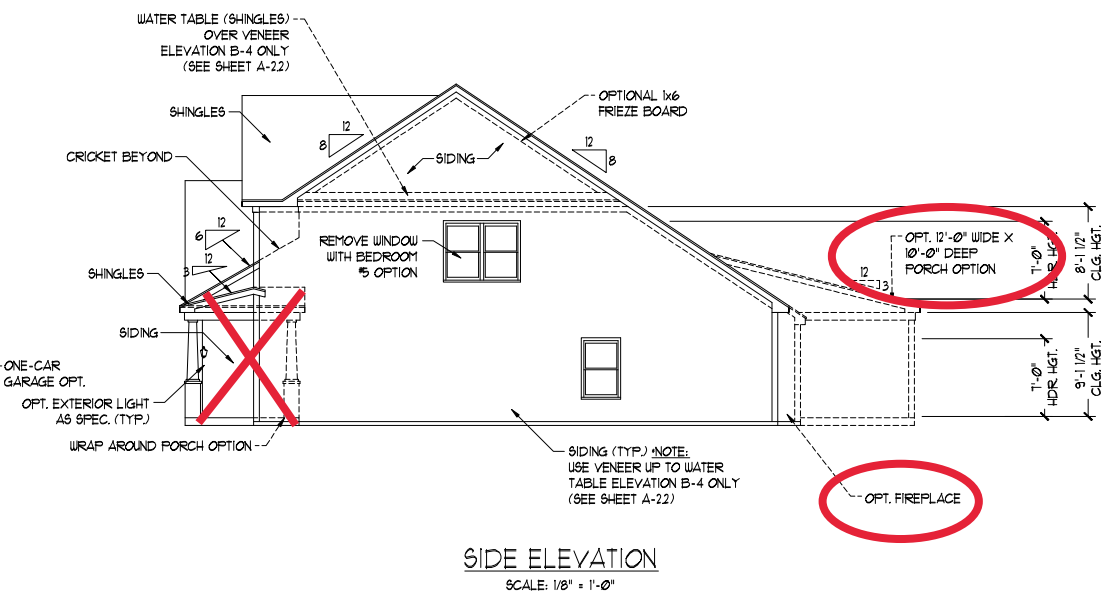 WATER TABLE (SHINGLES)
OVER VENEER
ELEVATION B-4 ONLY
(SEE SHEET A-2.2)
OPTIONAL 1x6
FRIEZE BOARD
SHINGLES
12
8
12
8
CRICKET BEYOND
SIDING
12
6
REMOVE WINDOW
WITH BEDROOM
#5 OPTION
OPT. 12'-0" WIDE X
10'-0" DEEP
PORCH OPTION
12
3
7'-0"
HDR. HGT.
8'-1 1/2"
CLG. HGT.
SHINGLES
12
3
SIDING
ONE-CAR
GARAGE OPT.
OPT. EXTERIOR LIGHT
AS SPEC. (TYP.)
7'-0"
HDR. HGT.
9'-1 1/2"
CLG. HGT.
WRAP AROUND PORCH OPTION
SIDING (TYP.) *NOTE:
USE VENEER UP TO WATER
TABLE ELEVATION B-4 ONLY
(SEE SHEET A-2.2)
OPT. FIREPLACE
SIDE ELEVATION
SCALE: 1/8" = 1'-0"